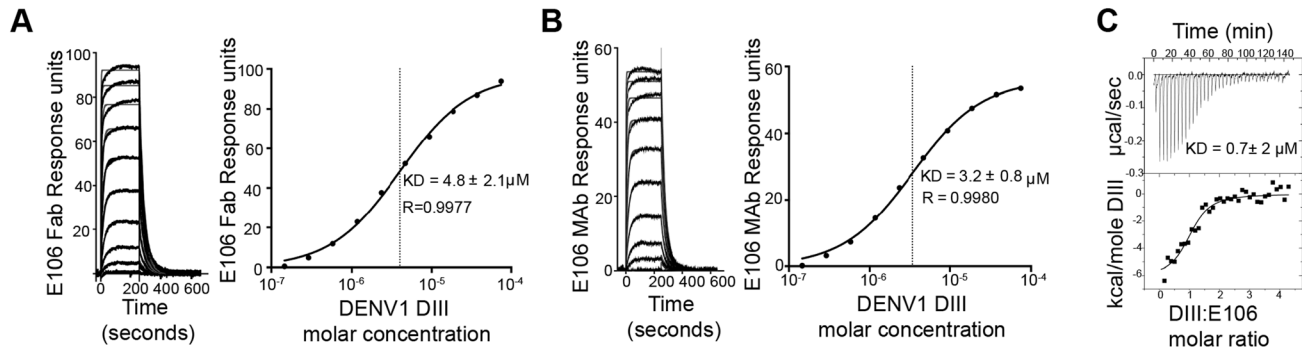 A
E106 Fab Response units
100
80
60
40
20
0
0 200 400 600
Time
(seconds)
E106 Fab Response units
100
80
60
40
20
0
KD = 4.8 ± 2.1 µM
R=0.9977
10-7 10-6 10-5 10-4
DENV1 DIII
molar concentration
B
E106 MAb Response units
60
40
20
0
0 200 400 600
Time
(seconds)
E106 MAb Response units
60
40
20
0
KD = 3.2 ± 0.8 µM
R = 0.9980
10-7 10-6 10-5 10-4
DENV1 DIII
molar concentration
C
Time (min)
0 20 40 60 80 100 120 140
µcal/sec
0.0
-0.1
-0.2
-0.3
KD = 0.7± 2 µM
kcal/mole DIII
0
-2
-4
-6
0 1 2 3 4
DIII:E106
molar ratio